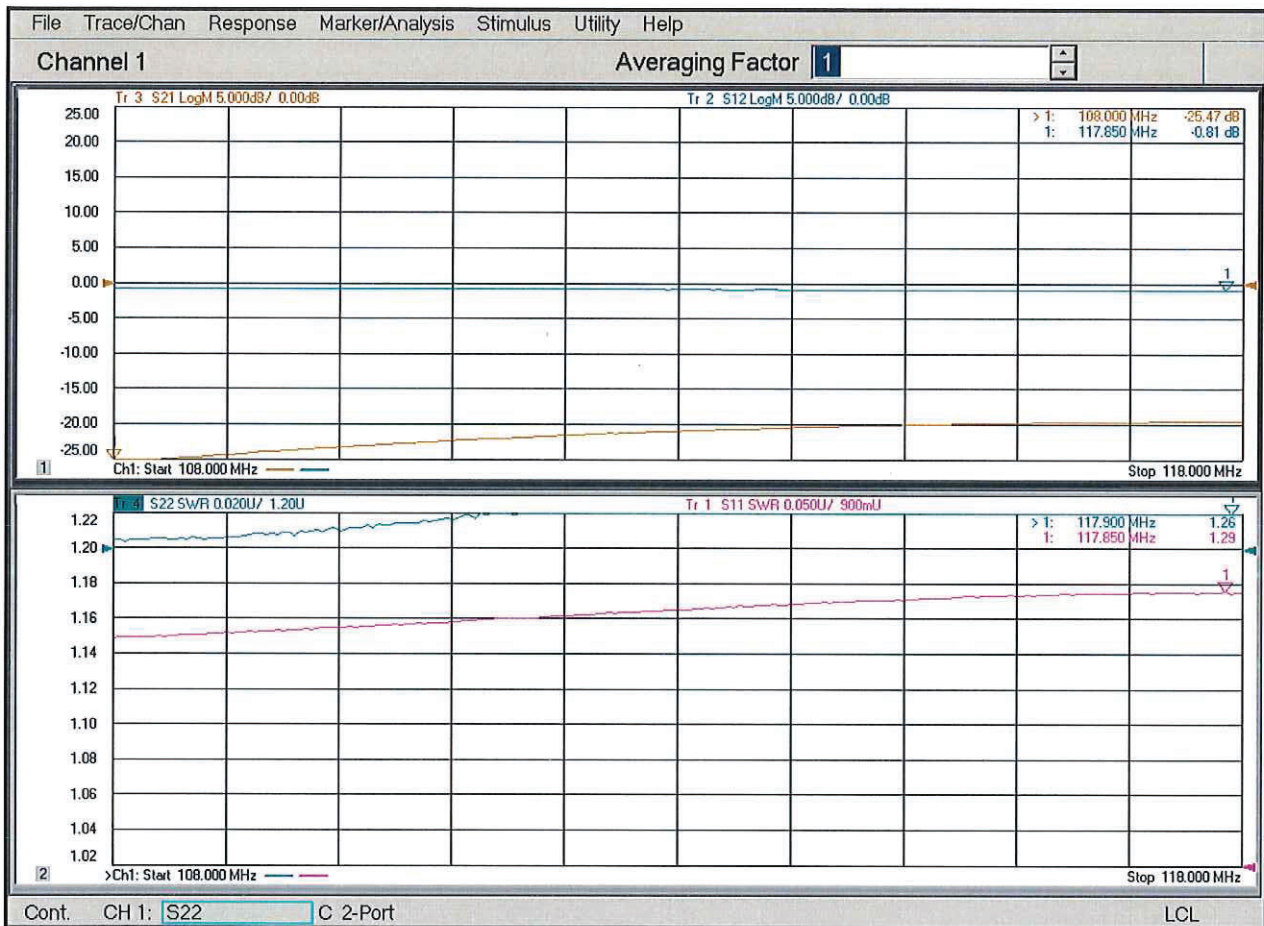 File Trace/Chan Response Marker/Analysis Stimulus Utility Help
Channel 1 Averaging Factor 1
Tr 3 S21 LogM 5.000dB/ 0.00dB Tr 2 S12 LogM 5.000dB/ 0.00dB
> 1: 108.000 MHz -25.47 dB
1: 117.850 MHz -0.81 dB
25.00
20.00
15.00
10.00
5.00
0.00
-5.00
-10.00
-15.00
-20.00
-25.00
1
1 Ch1: Start 108.000 MHz Stop 118.000 MHz
Tr 4 S22 SWR 0.020U/ 1.20U Tr 1 S11 SWR 0.050U/ 900mU
> 1: 117.900 MHz 1.26
1: 117.850 MHz 1.29
1.22
1.20
1.18
1.16
1.14
1.12
1.10
1.08
1.06
1.04
1.02
1
2 >Ch1: Start 108.000 MHz Stop 118.000 MHz
Cont. CH 1: S22 C 2-Port LCL